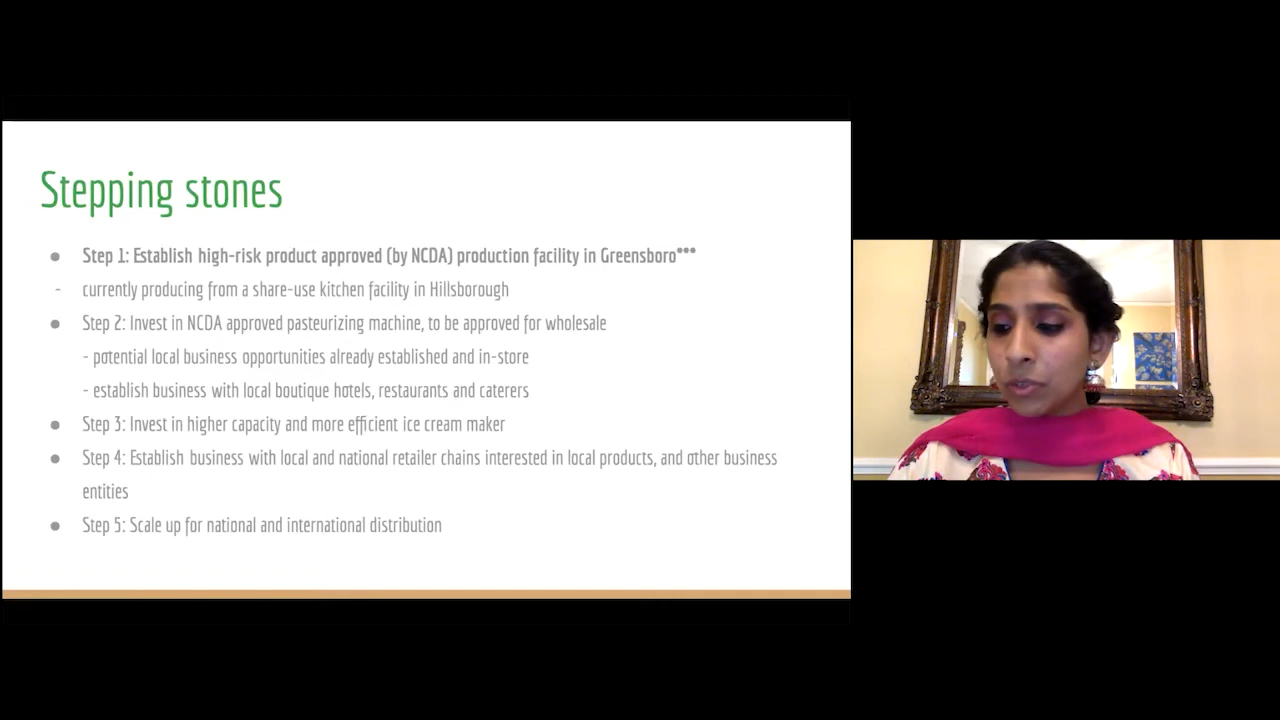 Stepping stones
● Step 1: Establish high-risk product approved (by NCDA) production facility in Greensboro***
- currently producing from a share-use kitchen facility in Hillsborough
● Step 2: Invest in NCDA approved pasteurizing machine, to be approved for wholesale
- potential local business opportunities already established and in-store
- establish business with local boutique hotels, restaurants and caterers
● Step 3: Invest in higher capacity and more efficient ice cream maker
● Step 4: Establish business with local and national retailer chains interested in local products, and other business
entities
● Step 5: Scale up for national and international distribution